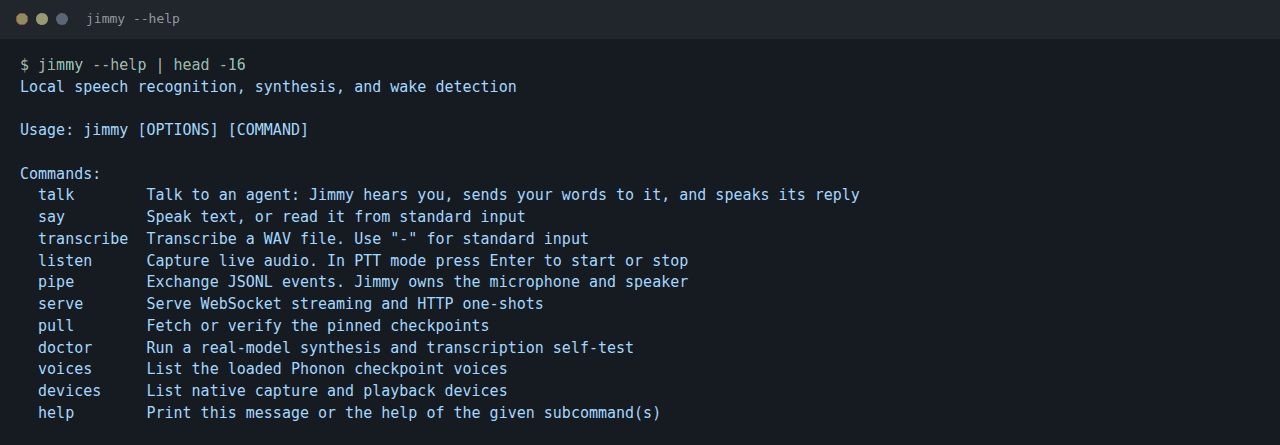 jimmy --help
$ jimmy --help | head -16
Local speech recognition, synthesis, and wake detection
Usage: jimmy [OPTIONS] [COMMAND]
Commands:
talk        Talk to an agent: Jimmy hears you, sends your words to it, and speaks its reply
say         Speak text, or read it from standard input
transcribe  Transcribe a WAV file. Use "-" for standard input
listen      Capture live audio. In PTT mode press Enter to start or stop
pipe        Exchange JSONL events. Jimmy owns the microphone and speaker
serve       Serve WebSocket streaming and HTTP one-shots
pull        Fetch or verify the pinned checkpoints
doctor      Run a real-model synthesis and transcription self-test
voices      List the loaded Phonon checkpoint voices
devices     List native capture and playback devices
help        Print this message or the help of the given subcommand(s)